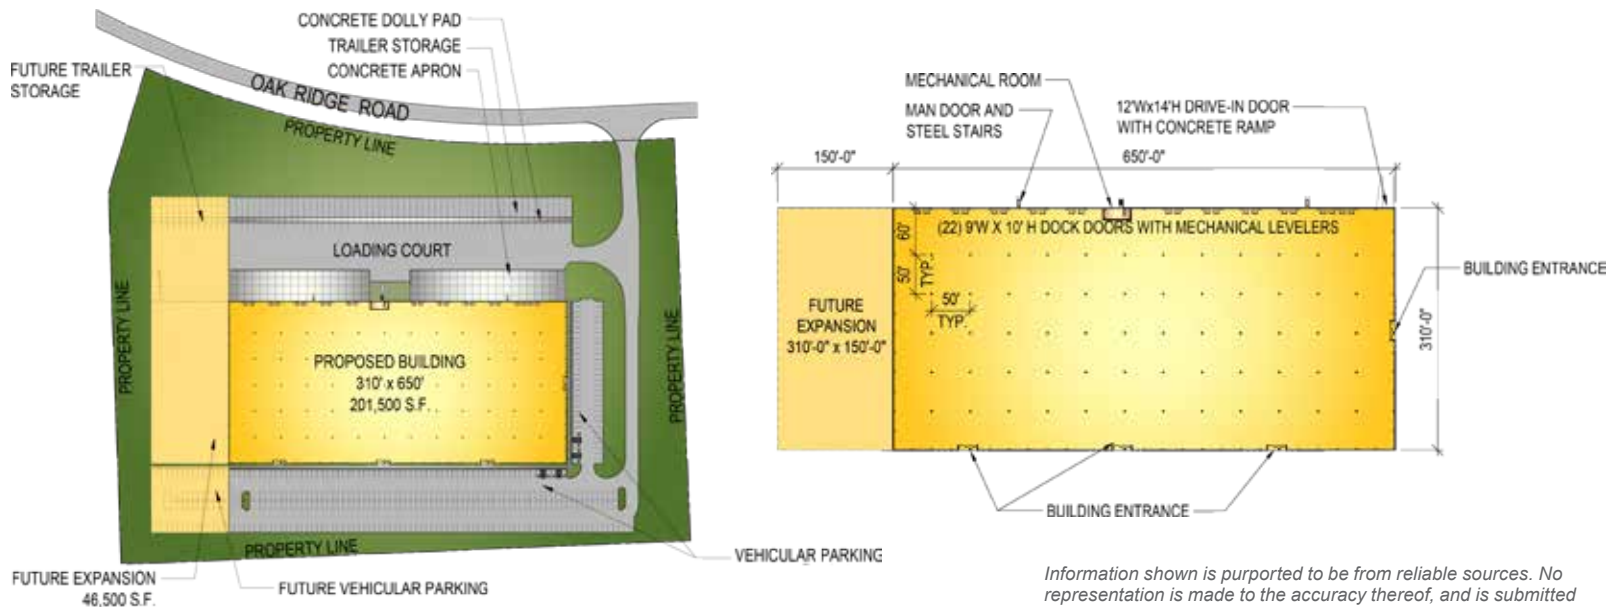 CONCRETE DOLLY PAD
TRAILER STORAGE
CONCRETE APRON
FUTURE TRAILER
STORAGE
OAK RIDGE ROAD
PROPERTY LINE
LOADING COURT
PROPERTY LINE
PROPERTY LINE
PROPOSED BUILDING
310' x 650'
201,500 S.F.
PROPERTY LINE
VEHICULAR PARKING
FUTURE EXPANSION
46,500 S.F.
FUTURE VEHICULAR PARKING
MECHANICAL ROOM
MAN DOOR AND
STEEL STAIRS
12'Wx14'H DRIVE-IN DOOR
WITH CONCRETE RAMP
150'-0"
650'-0"
(22) 9'W X 10' H DOCK DOORS WITH MECHANICAL LEVELERS
60'
50'
TYP.
50'
TYP.
BUILDING ENTRANCE
310'-0"
FUTURE
EXPANSION
310'-0" x 150'-0"
BUILDING ENTRANCE
Information shown is purported to be from reliable sources. No
representation is made to the accuracy thereof, and is submitted